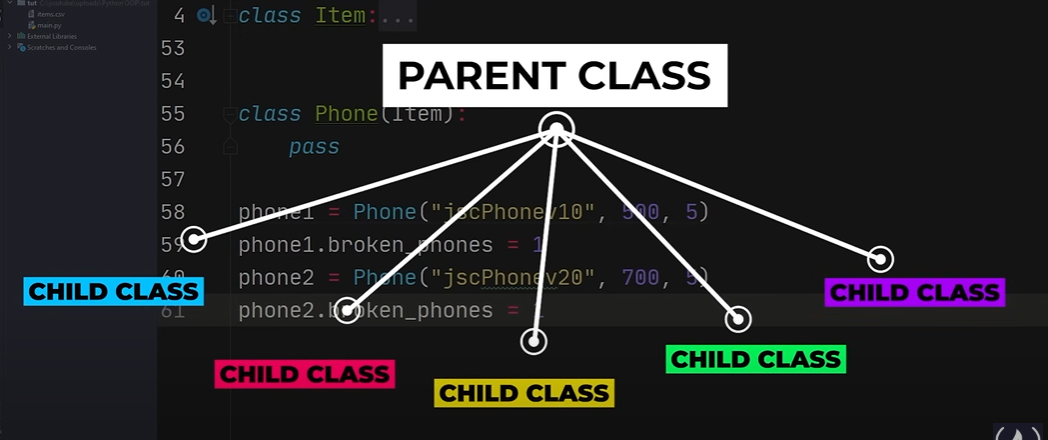 tut
items.csv
main.py
External Libraries
Scratches and Consoles
4 class Item:...
53
54
PARENT CLASS
55 class Phone(Item):
56 pass
57
58 phone1 = Phone("jscPhonev10", 500, 5)
59 phone1.broken_phones = 1
60 phone2 = Phone("jscPhonev20", 700, 5)
61 phone2.broken_phones = 1
CHILD CLASS
CHILD CLASS
CHILD CLASS
CHILD CLASS
CHILD CLASS